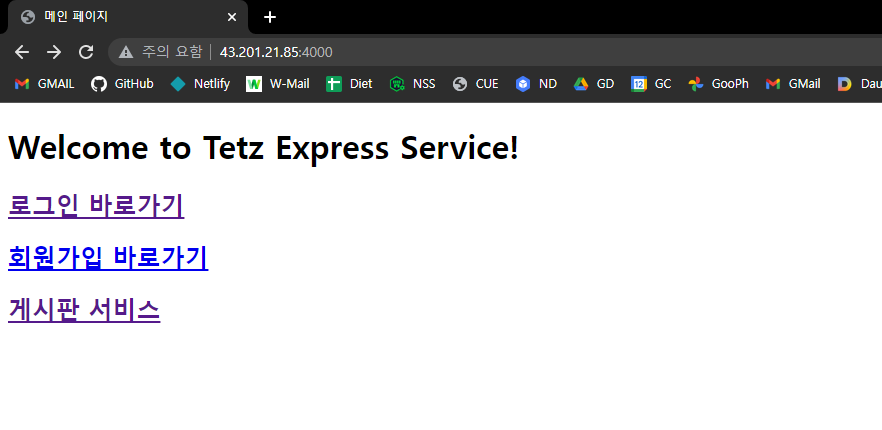 메인 페이지
주의 요함 43.201.21.85:4000
GMAIL GitHub Netlify W-Mail Diet NSS CUE ND GD GC GooPh GMail Dau
Welcome to Tetz Express Service!
로그인 바로가기
회원가입 바로가기
게시판 서비스